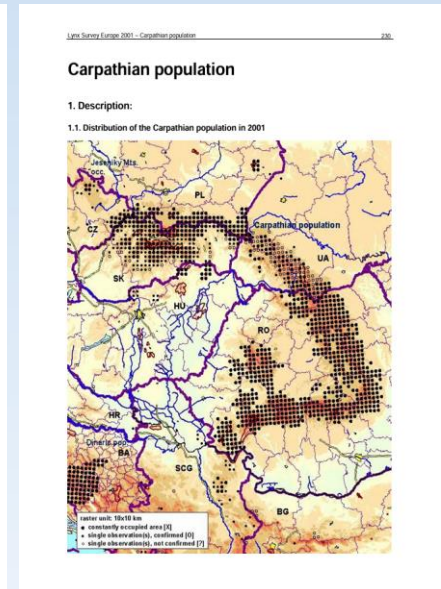 Lynx Survey Europe 2001 – Carpathian population 230
Carpathian population
1. Description:
1.1. Distribution of the Carpathian population in 2001
Jeseniky Mts.
occ.
PL
CZ
Carpathian population
UA
SK
HU
RO
HR
Dinaric pop.
BA
SCG
BG
raster unit: 10x10 km
constantly occupied area [X]
single observation(s), confirmed [O]
single observation(s), not confirmed [?]